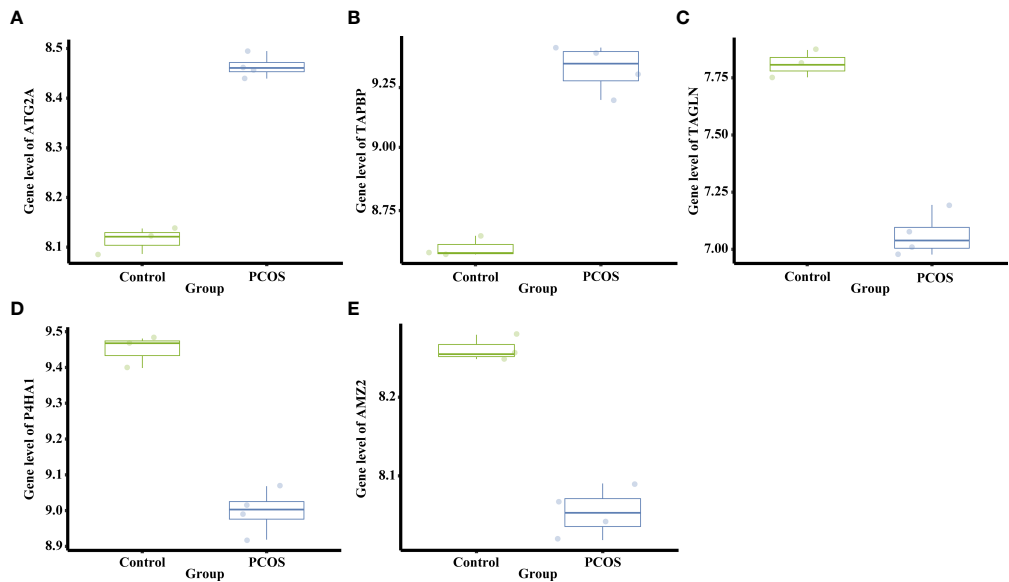 A
Gene level of ATG2A
8.5
8.4
8.3
8.2
8.1
Control
PCOS
Group
B
Gene level of TAPBP
9.25
9.00
8.75
Control
PCOS
Group
C
Gene level of TAGLN
7.75
7.50
7.25
7.00
Control
PCOS
Group
D
Gene level of P4HA1
9.5
9.4
9.3
9.2
9.1
9.0
8.9
Control
PCOS
Group
E
Gene level of AMZ2
8.2
8.1
Control
PCOS
Group